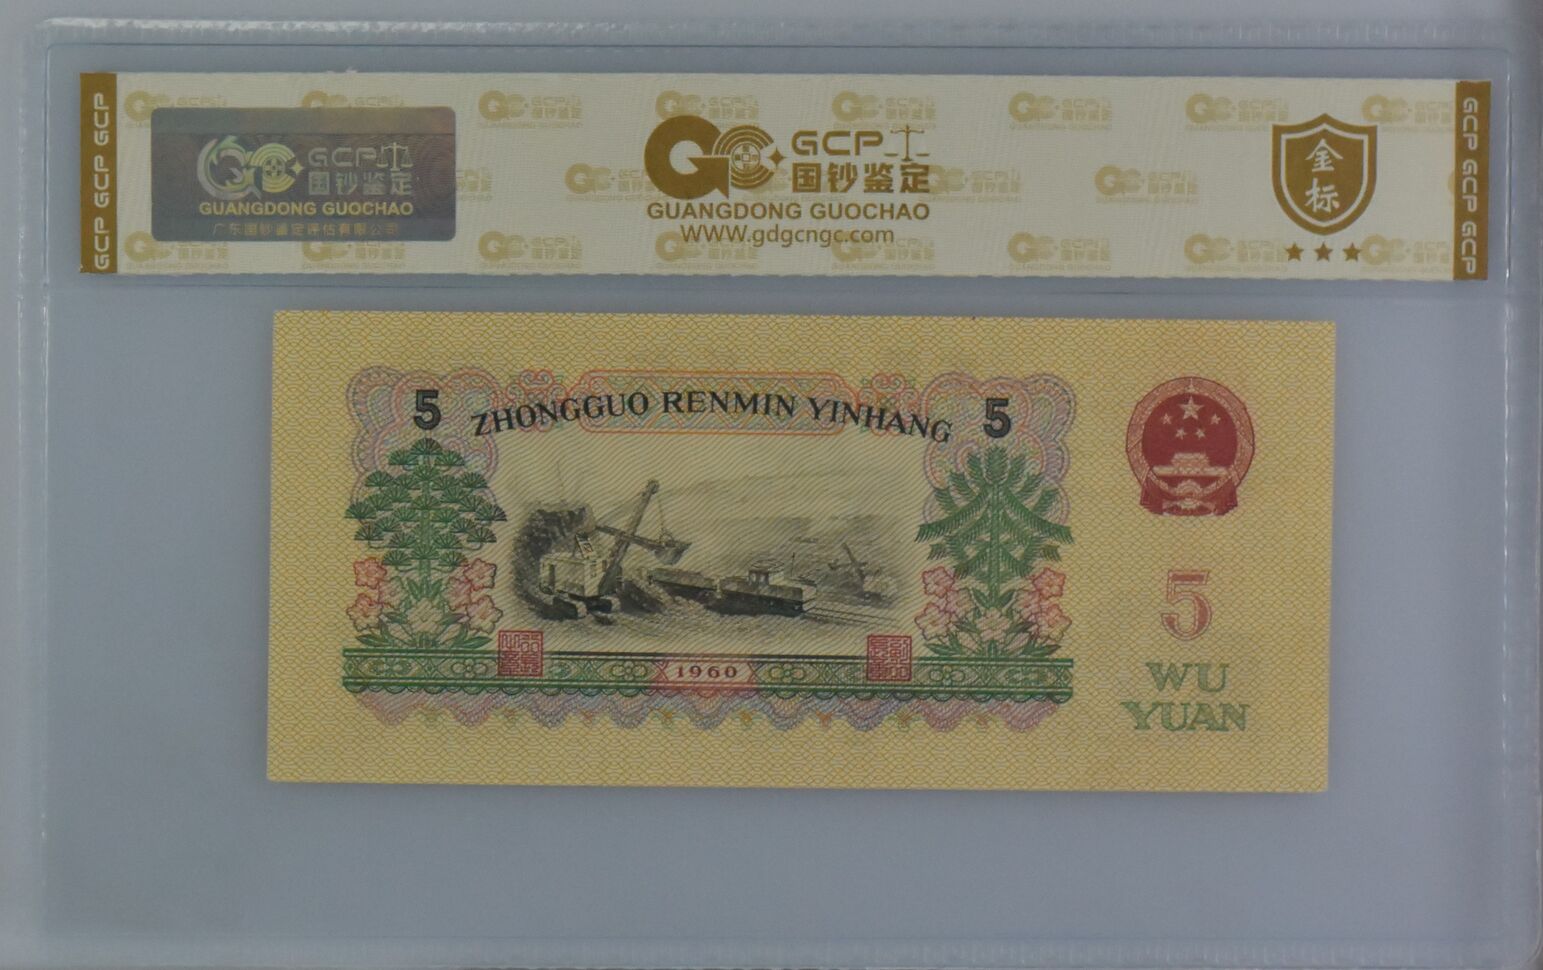 GCP GCP GCP
GCP
国钞鉴定
GUANGDONG GUOCHAO
广东国钞鉴定评估有限公司
GCP
国钞鉴定
GUANGDONG GUOCHAO
WWW.gdgcngc.com
金标
GCP GCP GCP
5 ZHONGGUO RENMIN YINHANG 5
1960
5
WU
YUAN